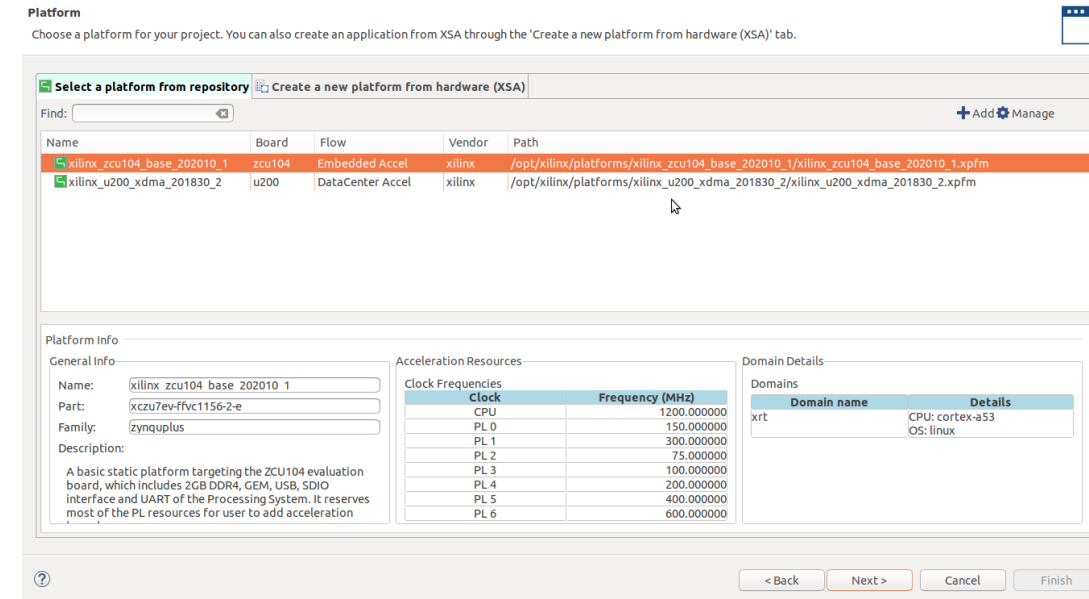 Platform
Choose a platform for your project. You can also create an application from XSA through the 'Create a new platform from hardware (XSA)' tab.
Select a platform from repository Create a new platform from hardware (XSA)
Find: Add Manage
Name Board Flow Vendor Path
xilinx_zcu104_base_202010_1 zcu104 Embedded Accel xilinx /opt/xilinx/platforms/xilinx_zcu104_base_202010_1/xilinx_zcu104_base_202010_1.xpfm
xilinx_u200_xdma_201830_2 u200 DataCenter Accel xilinx /opt/xilinx/platforms/xilinx_u200_xdma_201830_2/xilinx_u200_xdma_201830_2.xpfm
Platform Info
General Info
Name: xilinx_zcu104_base_202010_1
Part: xczu7ev-ffvc1156-2-e
Family: zynquplus
Description:
A basic static platform targeting the ZCU104 evaluation
board, which includes 2GB DDR4, GEM, USB, SDIO
interface and UART of the Processing System. It reserves
most of the PL resources for user to add acceleration
Acceleration Resources
Clock Frequencies
Clock Frequency (MHz)
CPU 1200.000000
PL 0 150.000000
PL 1 300.000000
PL 2 75.000000
PL 3 100.000000
PL 4 200.000000
PL 5 400.000000
PL 6 600.000000
Domain Details
Domains
Domain name Details
xrt CPU: cortex-a53
OS: linux
? < Back Next > Cancel Finish